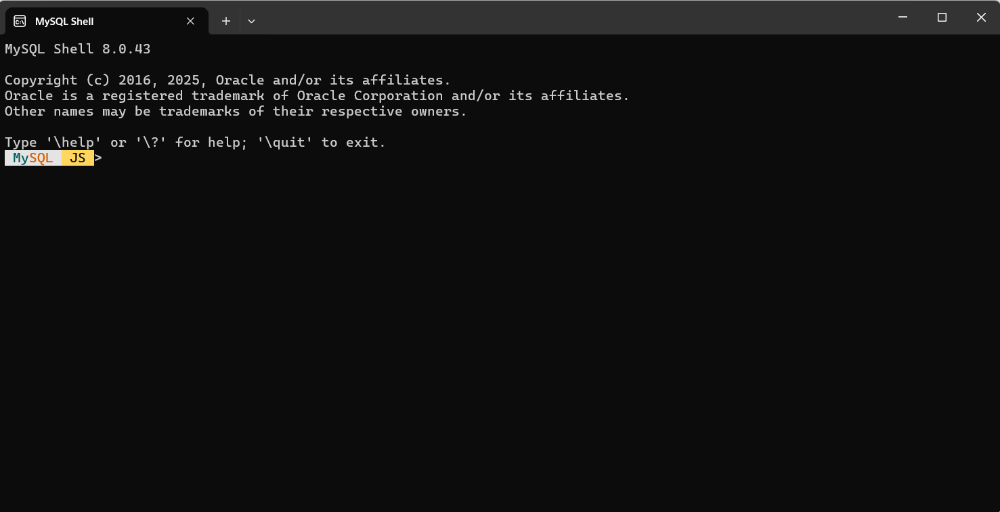 MySQL Shell
MySQL Shell 8.0.43
Copyright (c) 2016, 2025, Oracle and/or its affiliates.
Oracle is a registered trademark of Oracle Corporation and/or its affiliates.
Other names may be trademarks of their respective owners.
Type '\help' or '\?' for help; '\quit' to exit.
MySQL JS >